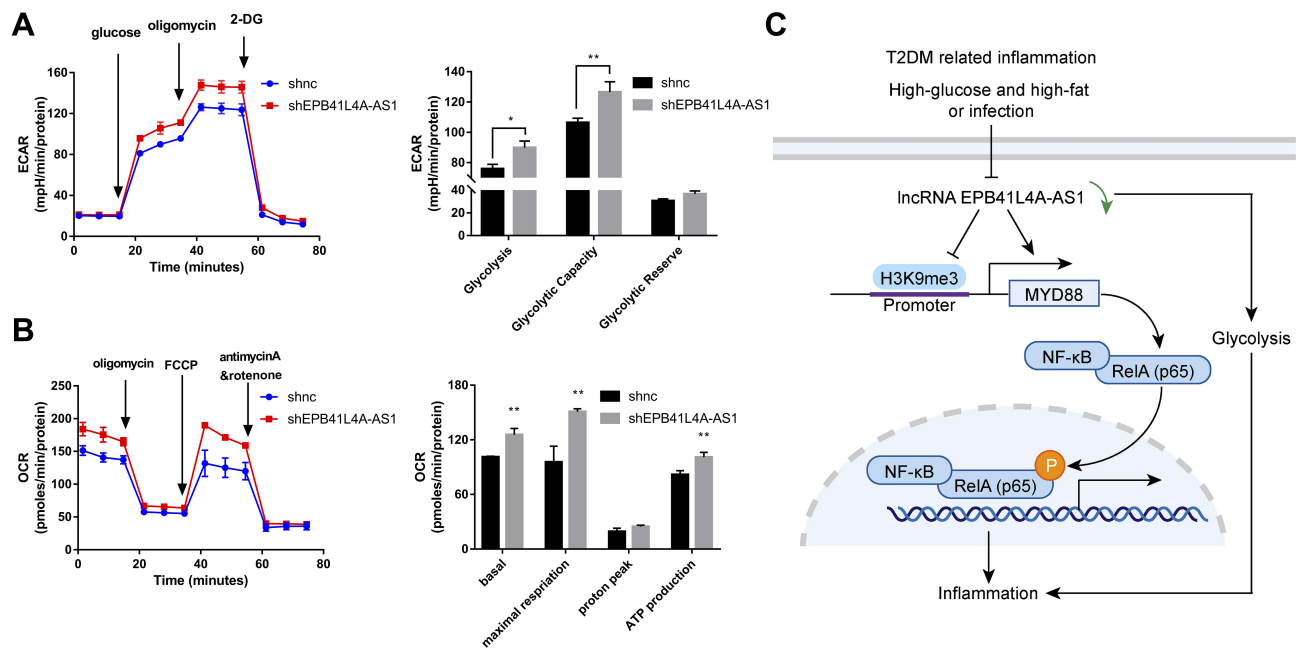 A
glucose
oligomycin
2-DG
ECAR
(mpH/min/protein)
160
120
80
40
0
0
20
40
60
80
Time (minutes)
shnc
shEPB41L4A-AS1
ECAR
(mpH/min/protein)
140
120
100
80
40
20
0
*
**
shnc
shEPB41L4A-AS1
Glycolysis
Glycolytic Capacity
Glycolytic Reserve
B
oligomycin
FCCP
antimycinA
&rotenone
OCR
(pmoles/min/protein)
250
200
150
100
50
0
0
20
40
60
80
Time (minutes)
shnc
shEPB41L4A-AS1
OCR
(pmoles/min/protein)
180
120
60
0
**
**
**
shnc
shEPB41L4A-AS1
basal
maximal respriation
proton peak
ATP production
C
T2DM related inflammation
High-glucose and high-fat
or infection
lncRNA EPB41L4A-AS1
H3K9me3
Promoter
MYD88
Glycolysis
NF-κB
RelA (p65)
NF-κB
RelA (p65)
P
Inflammation